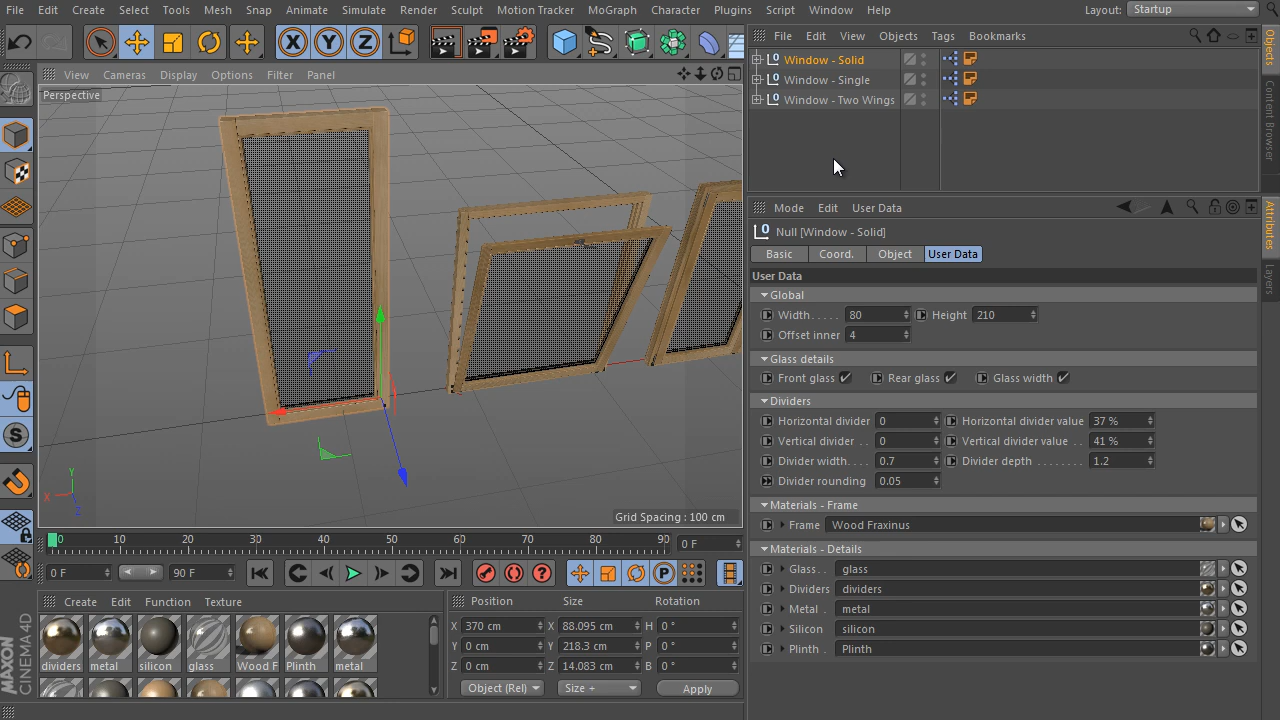 File Edit Create Select Tools Mesh Snap Animate Simulate Render Sculpt Motion Tracker MoGraph Character Plugins Script Window Help Layout: Startup
File Edit View Objects Tags Bookmarks
View Cameras Display Options Filter Panel
Perspective
Window - Solid
Window - Single
Window - Two Wings
Objects
Content Browser
Attributes
Layers
Mode Edit User Data
Null [Window - Solid]
Basic Coord. Object User Data
User Data
Global
Width 80 Height 210
Offset inner 4
Glass details
Front glass Rear glass Glass width
Dividers
Horizontal divider 0 Horizontal divider value 37 %
Vertical divider 0 Vertical divider value 41 %
Divider width 0.7 Divider depth 1.2
Divider rounding 0.05
Materials - Frame
Frame Wood Fraxinus
Materials - Details
Glass glass
Dividers dividers
Metal metal
Silicon silicon
Plinth Plinth
Y
X
Z
Grid Spacing : 100 cm
0 10 20 30 40 50 60 70 80 90 0 F
0 F 90 F
Create Edit Function Texture
dividers metal silicon glass Wood F Plinth metal
Position Size Rotation
X 370 cm X 88.095 cm H 0 °
Y 0 cm Y 218.3 cm P 0 °
Z 0 cm Z 14.083 cm B 0 °
Object (Rel) Size + Apply
MAXON
CINEMA 4D